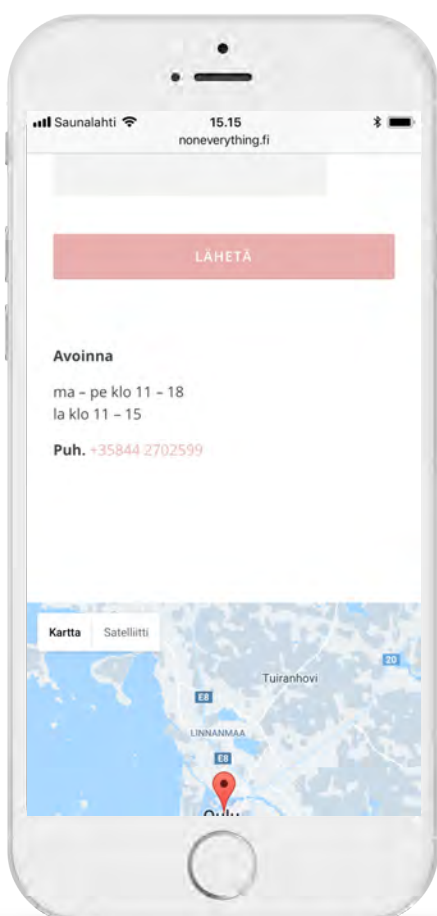 Saunalahti 15.15
noneverything.fi
LÄHETÄ
Avoinna
ma – pe klo 11 – 18
la klo 11 – 15
Puh. +35844 2702599
Kartta Satelliitti
20
Tuiranhovi
E8
LINNANMAA
E8
Oulu